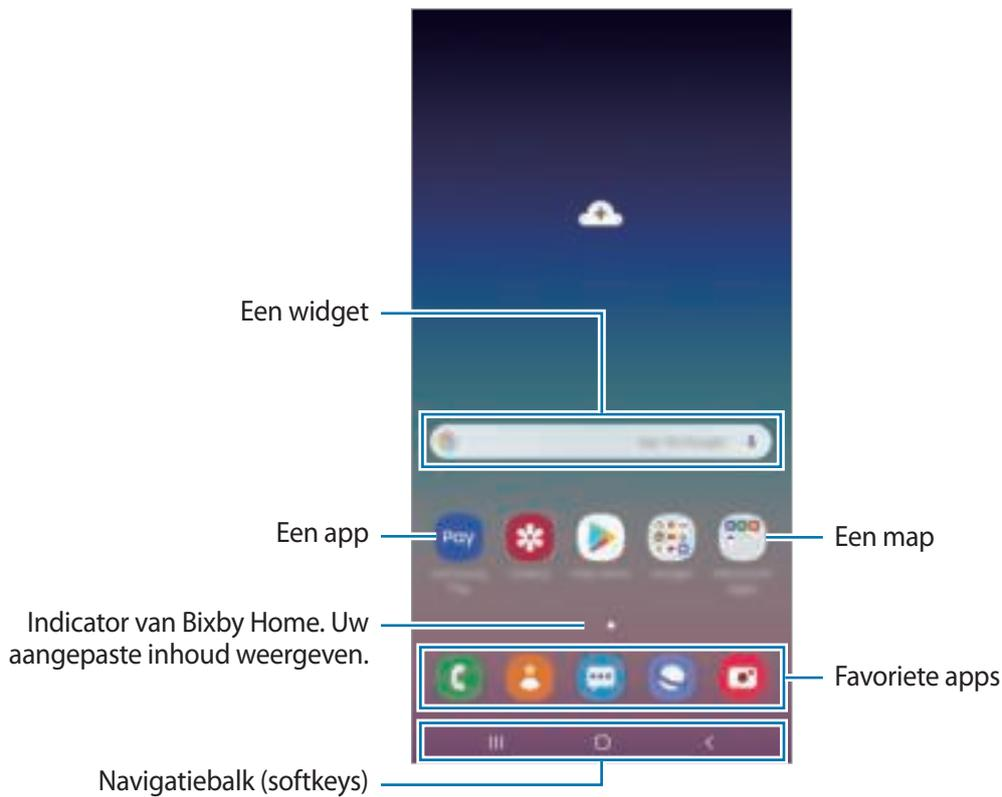 Een widget
Een app
Pay
Een map
Indicator van Bixby Home. Uw
aangepaste inhoud weergeven.
Favoriete apps
Navigatiebalk (softkeys)